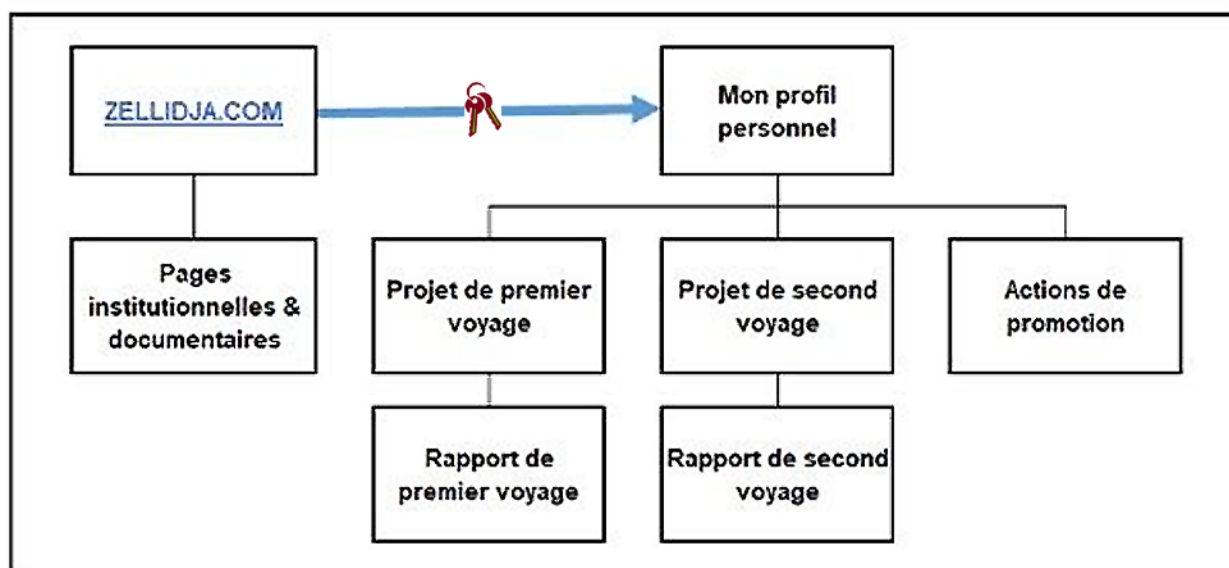 ZELLIDJA.COM
Mon profil
personnel
Pages
institutionnelles &
documentaires
Projet de premier
voyage
Projet de second
voyage
Actions de
promotion
Rapport de
premier voyage
Rapport de second
voyage